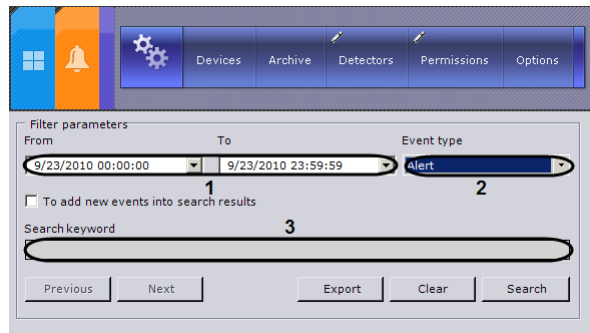 Devices Archive Detectors Permissions Options
Filter parameters
From To Event type
9/23/2010 00:00:00 9/23/2010 23:59:59 Alert
1 2
To add new events into search results
Search keyword 3
Previous Next Export Clear Search